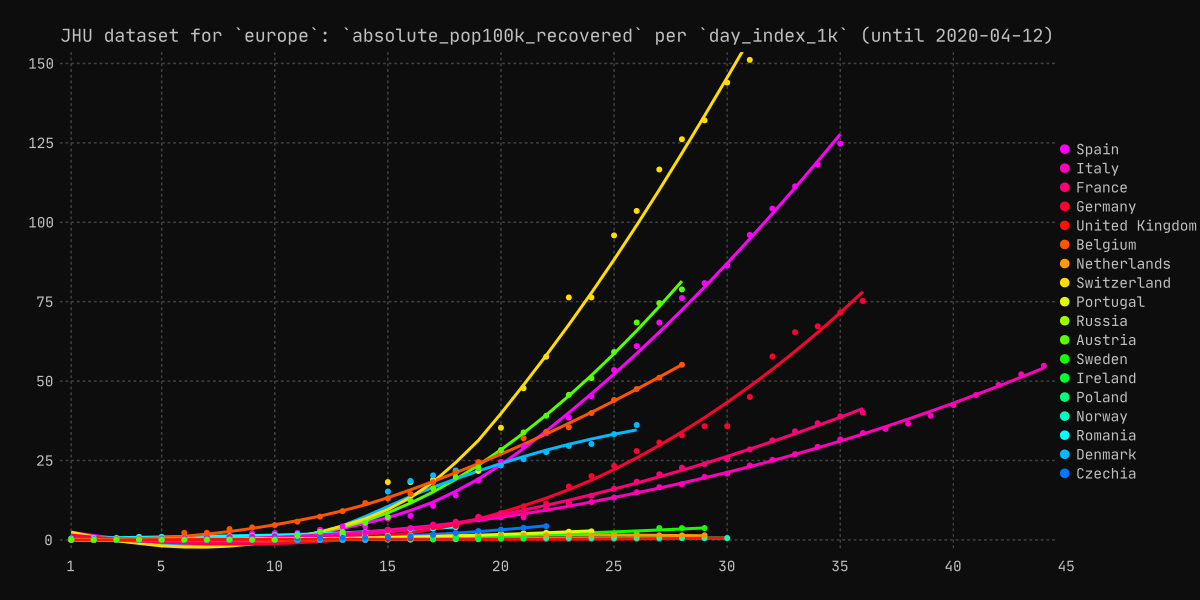 JHU dataset for `europe`: `absolute_pop100k_recovered` per `day_index_1k` (until 2020-04-12)
150
125
100
75
50
25
0
1
5
10
15
20
25
30
35
40
45
Spain
Italy
France
Germany
United Kingdom
Belgium
Netherlands
Switzerland
Portugal
Russia
Austria
Sweden
Ireland
Poland
Norway
Romania
Denmark
Czechia